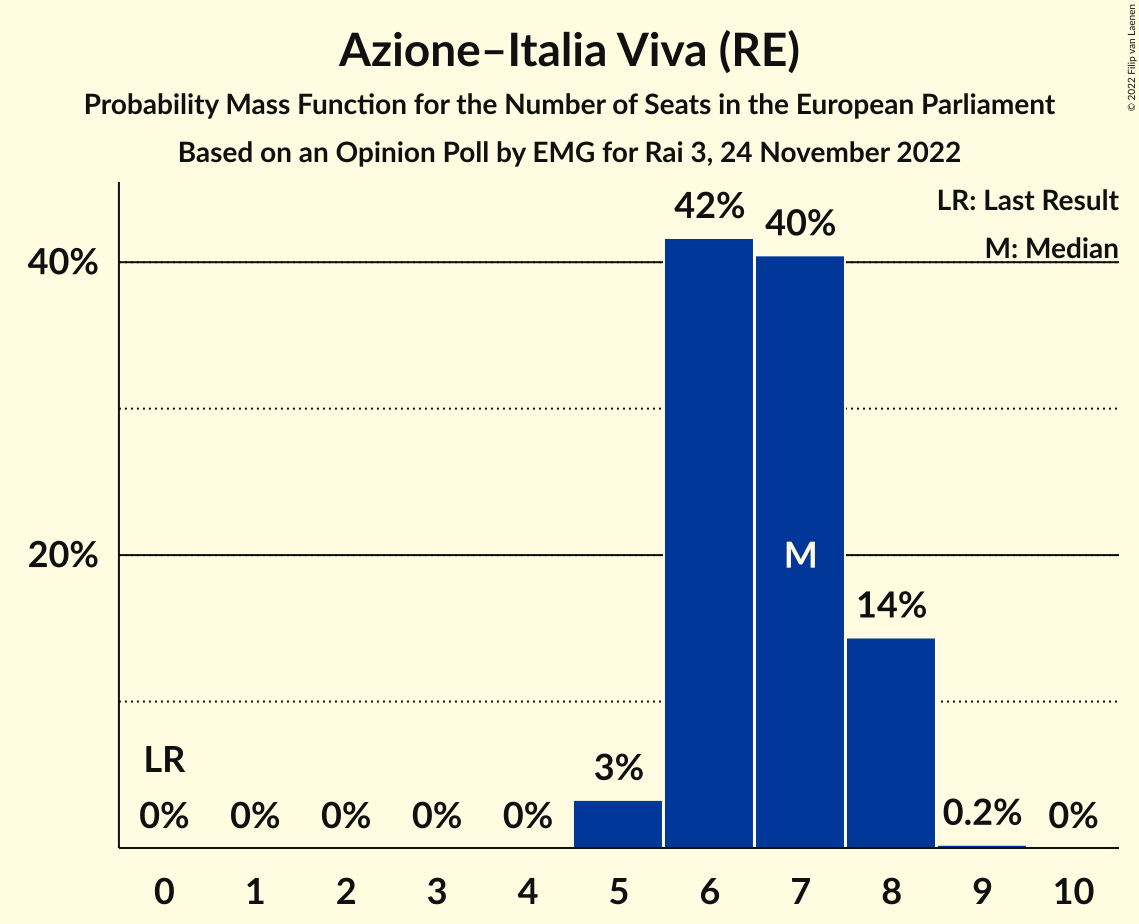 Azione–Italia Viva (RE)
Probability Mass Function for the Number of Seats in the European Parliament
Based on an Opinion Poll by EMG for Rai 3, 24 November 2022
© 2022 Filip van Laenen
LR: Last Result
M: Median
42%
40%
40%
20%
M
14%
LR
3%
0%
0%
0%
0%
0%
0.2%
0%
0 1 2 3 4 5 6 7 8 9 10